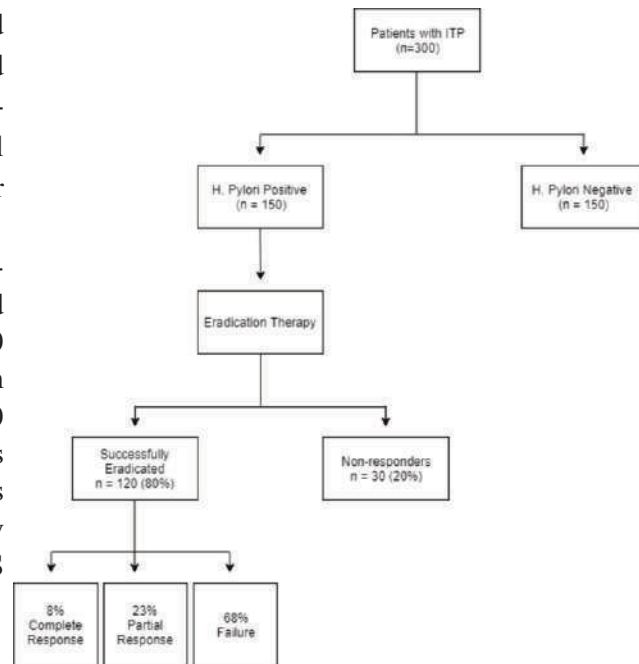 Patients with ITP
(n=300)
H. Pylori Positive
(n = 150)
H. Pylori Negative
(n = 150)
Eradication Therapy
Successfully
Eradicated
n = 120 (80%)
Non-responders
n = 30 (20%)
8%
Complete
Response
23%
Partial
Response
68%
Failure